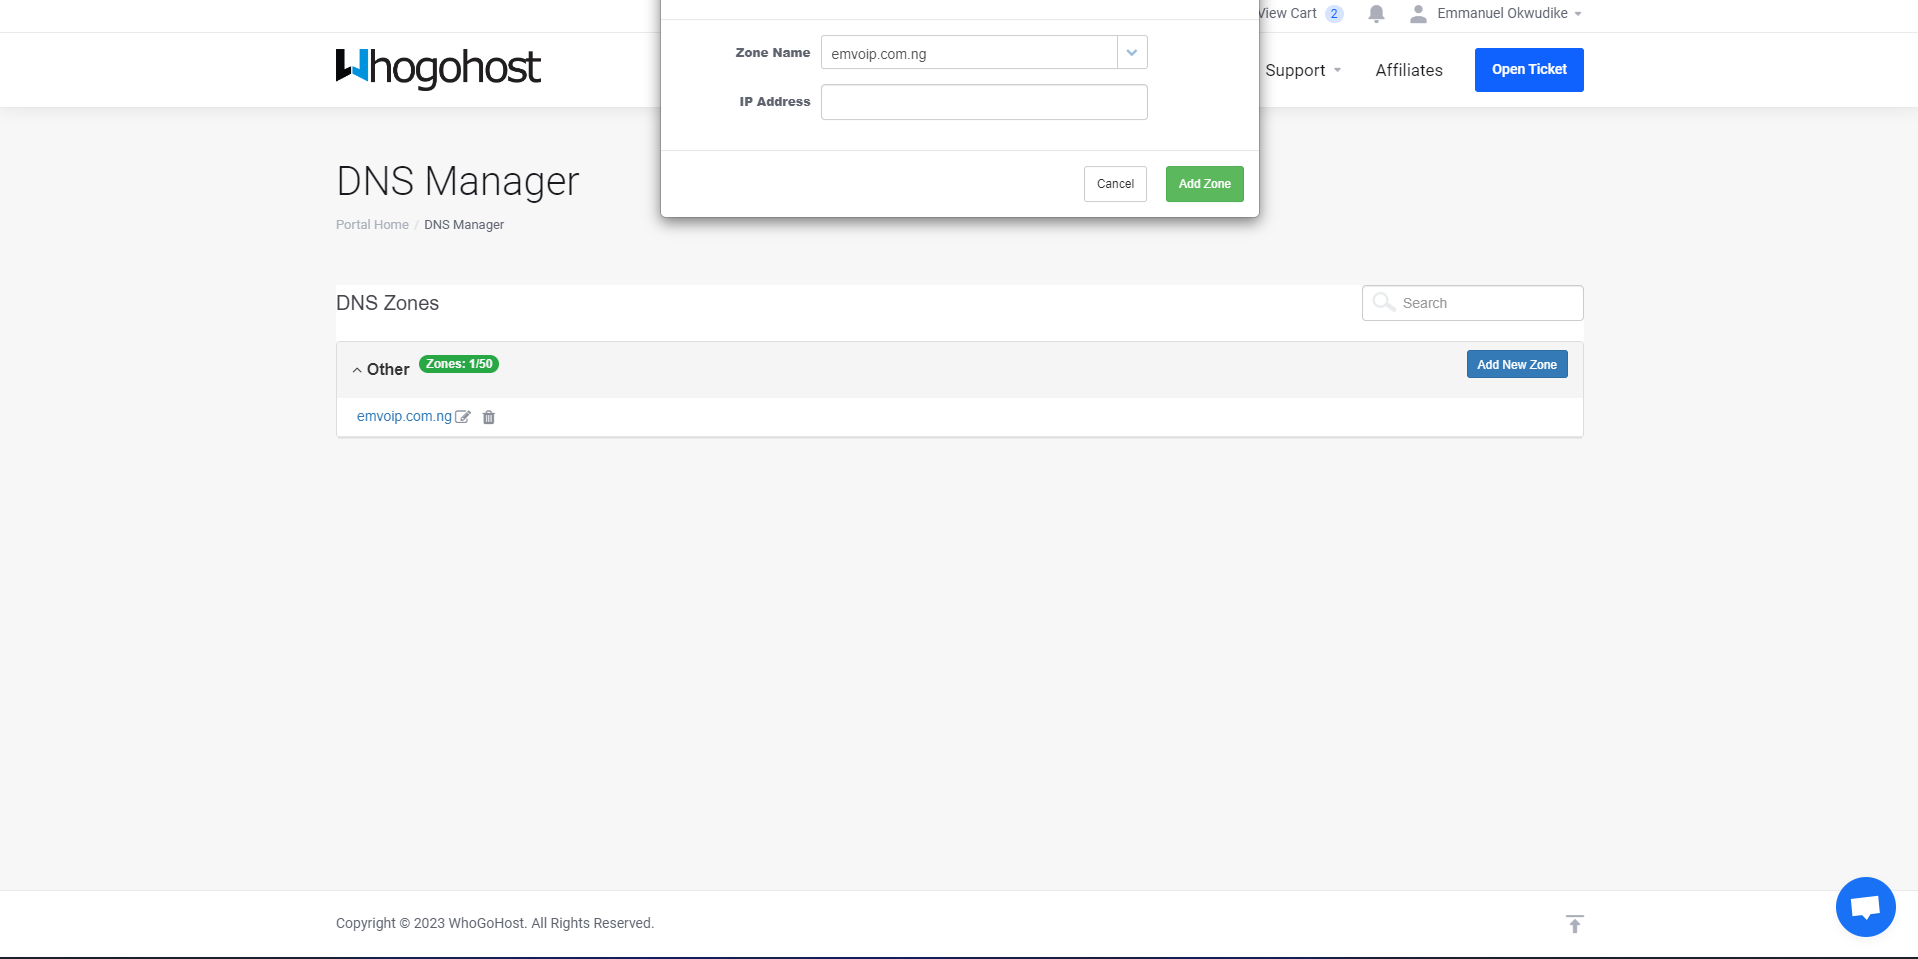 View Cart 2 Emmanuel Okwudike
Whogohost
Support Affiliates Open Ticket
Zone Name emvoip.com.ng
IP Address
Cancel Add Zone
DNS Manager
Portal Home / DNS Manager
DNS Zones
Search
Other Zones: 1/50 Add New Zone
emvoip.com.ng
Copyright © 2023 WhoGoHost. All Rights Reserved.